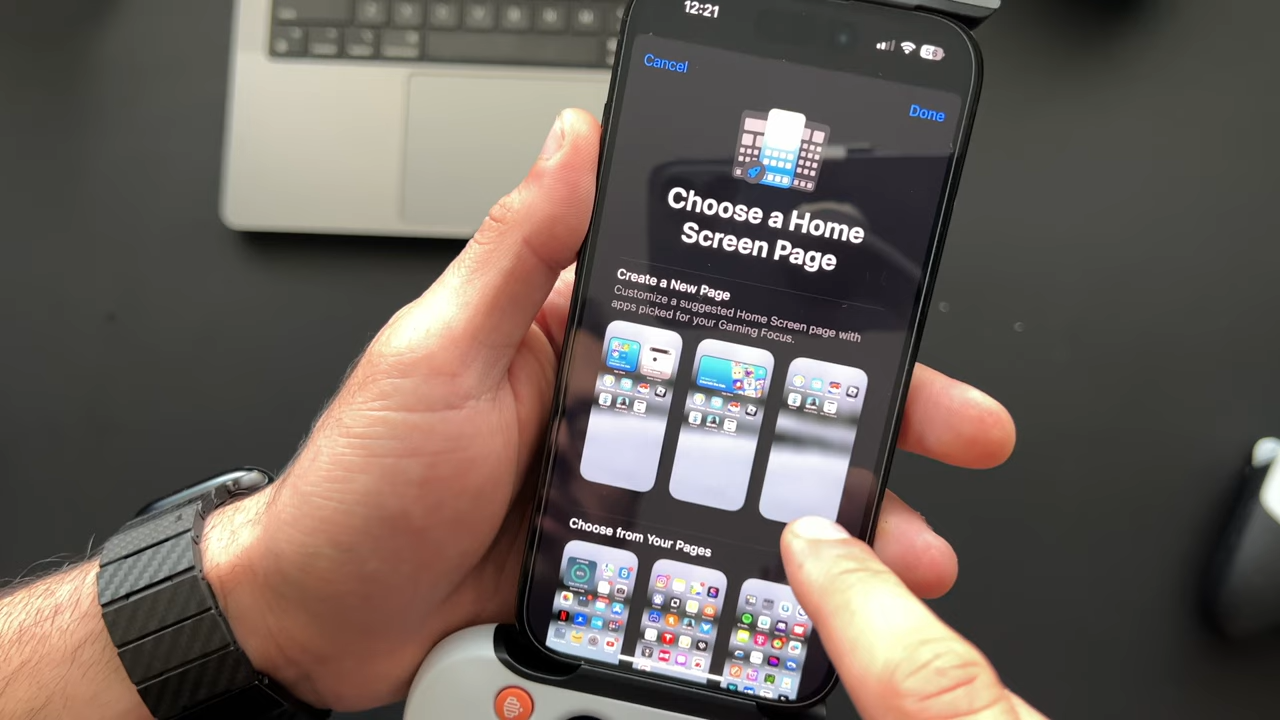 12:21
56
Cancel
Done
Choose a Home
Screen Page
Create a New Page
Customize a suggested Home Screen page with
apps picked for your Gaming Focus.
Choose from Your Pages